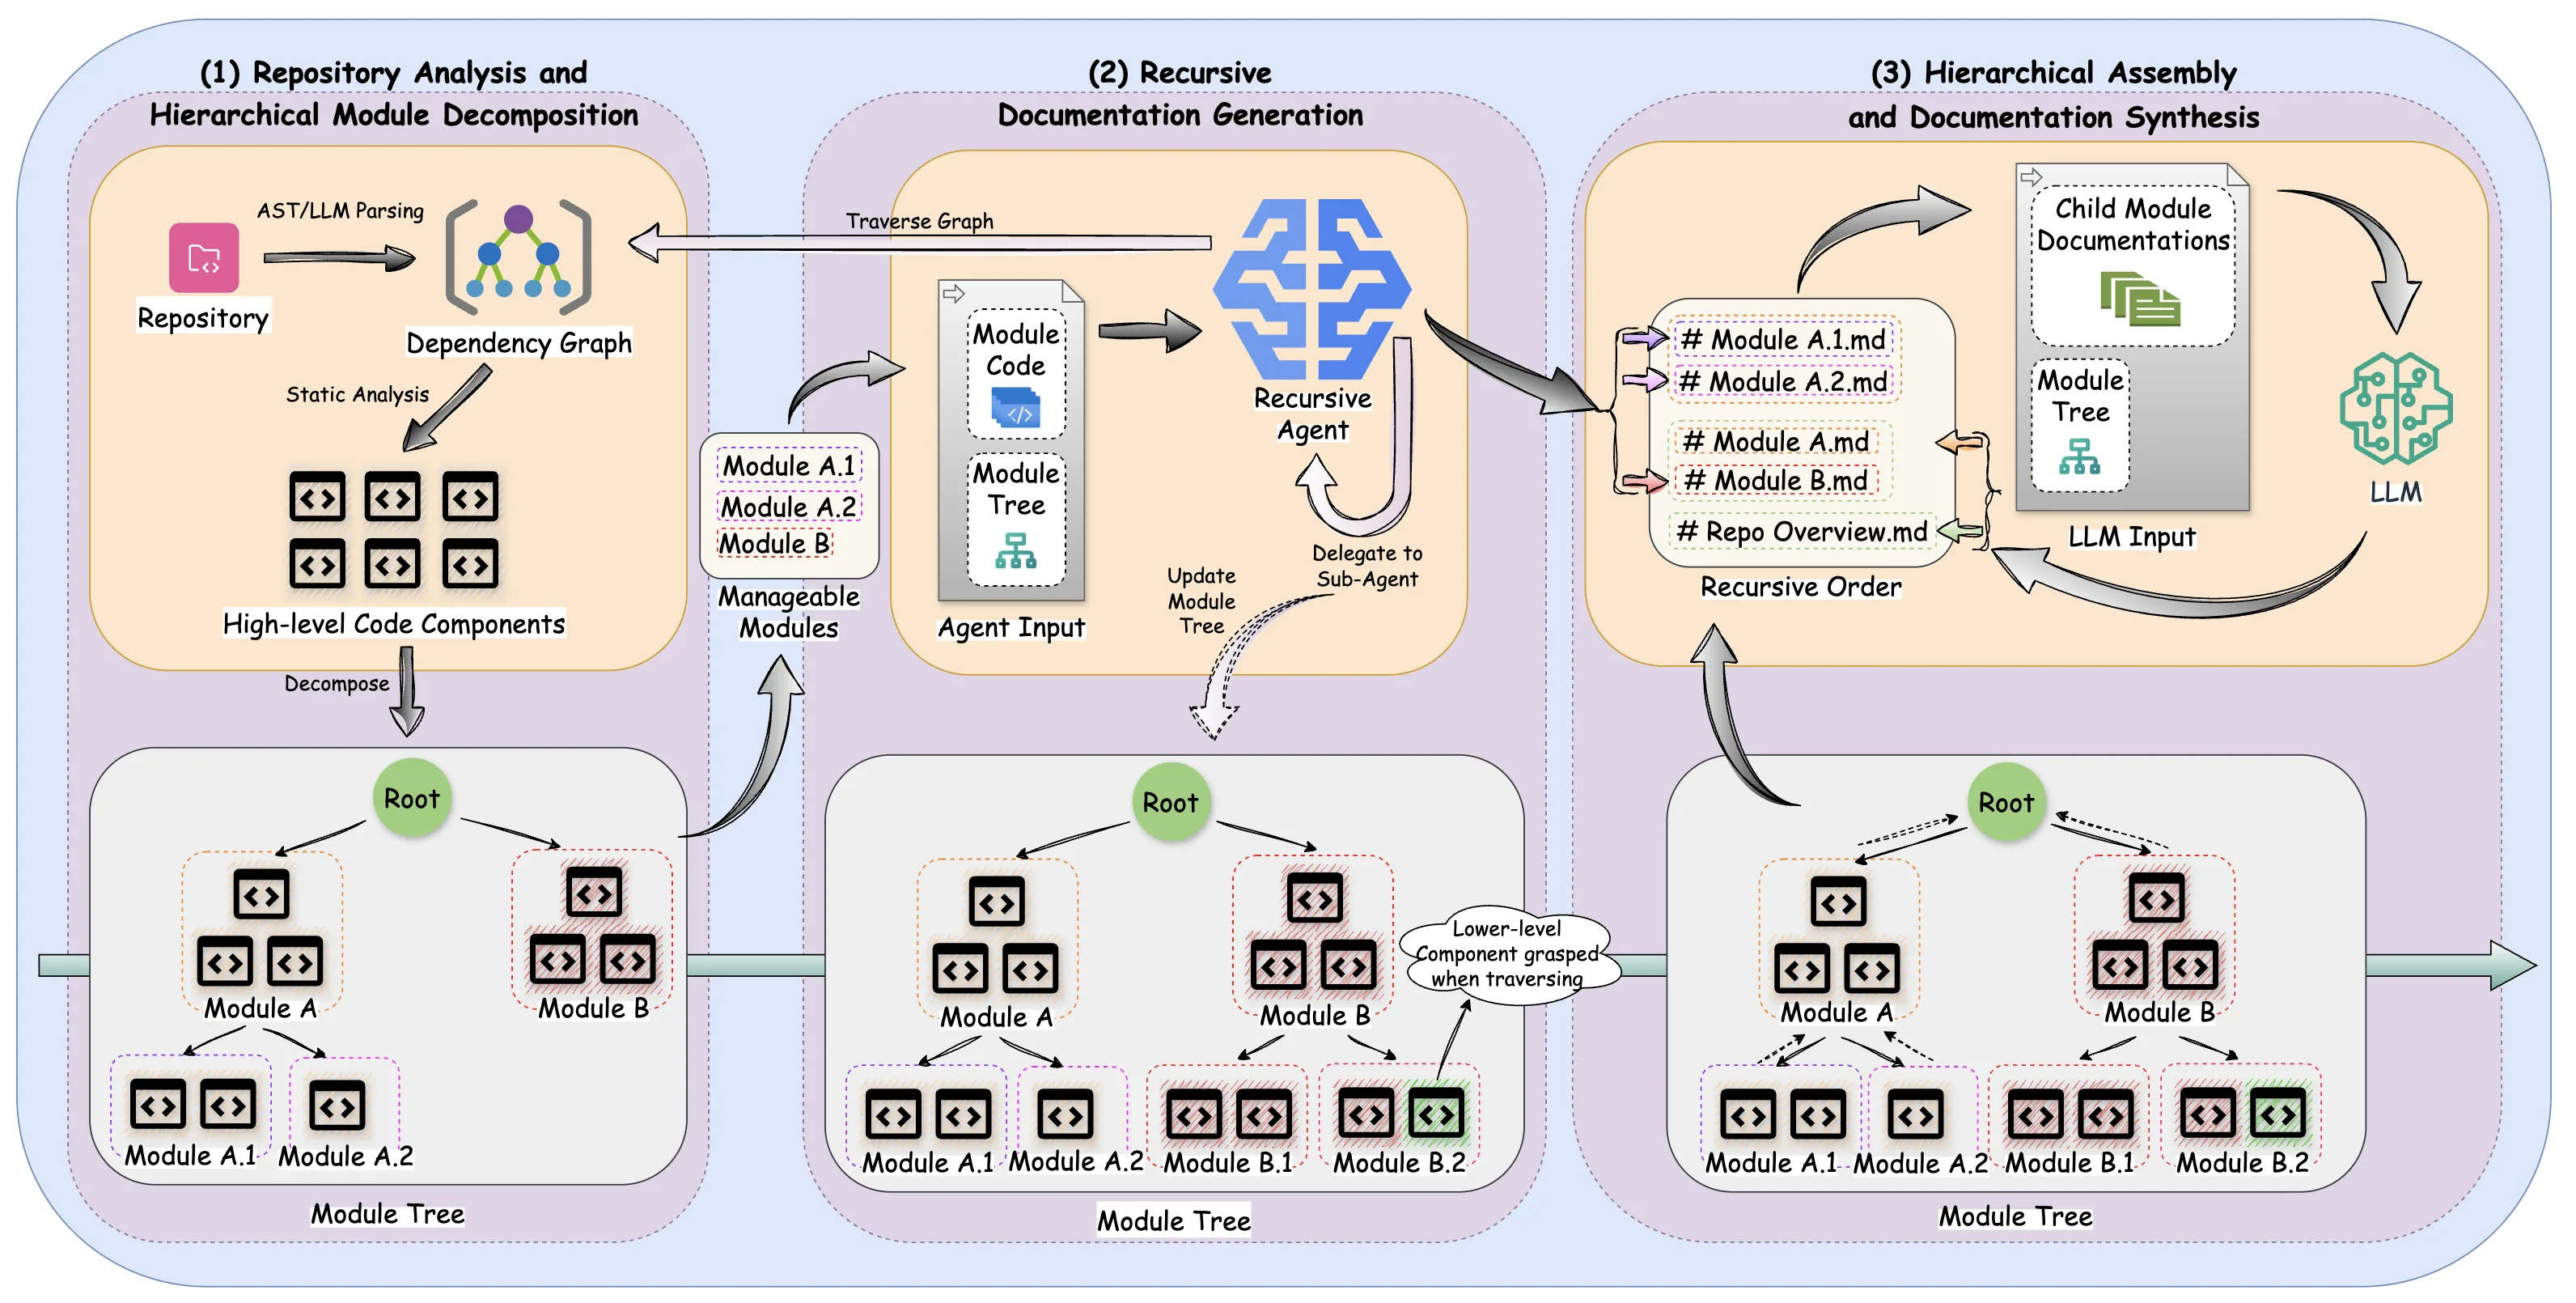 (1) Repository Analysis and
Hierarchical Module Decomposition
AST/LLM Parsing
Repository
Dependency Graph
Static Analysis
High-level Code Components
Decompose
Root
Module A
Module B
Module A.1
Module A.2
Module Tree
Module A.1
Module A.2
Module B
Manageable
Modules
(2) Recursive
Documentation Generation
Traverse Graph
Module
Code
Module
Tree
Agent Input
Recursive
Agent
Delegate to
Sub-Agent
Update
Module
Tree
Root
Module A
Module B
Lower-level
Component grasped
when traversing
Module A.1
Module A.2
Module B.1
Module B.2
Module Tree
(3) Hierarchical Assembly
and Documentation Synthesis
# Module A.1.md
# Module A.2.md
# Module A.md
# Module B.md
# Repo Overview.md
Recursive Order
Child Module
Documentations
Module
Tree
LLM Input
LLM
Root
Module A
Module B
Module A.1
Module A.2
Module B.1
Module B.2
Module Tree